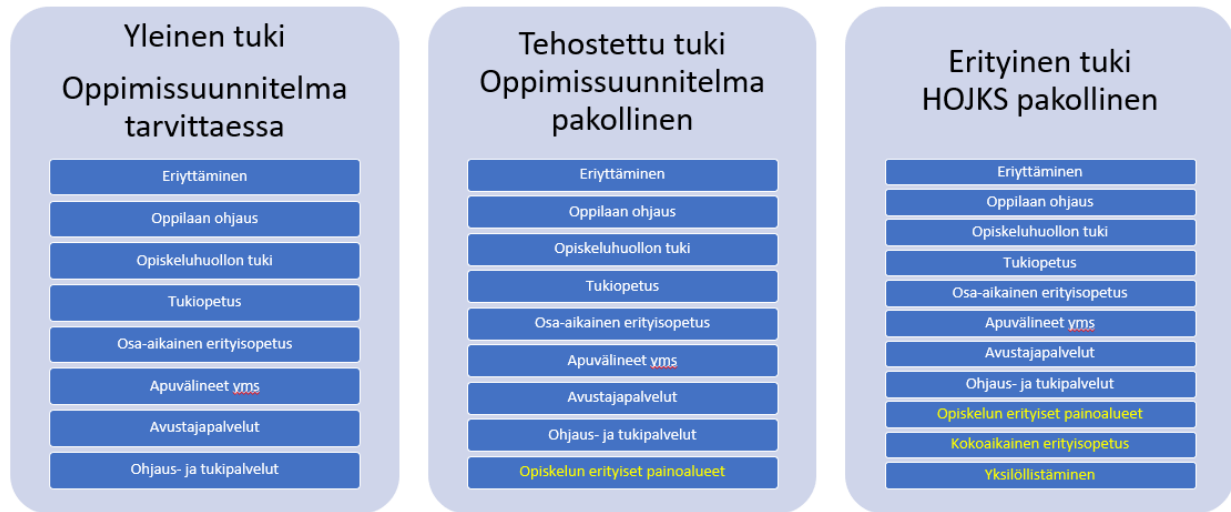 Yleinen tuki
Oppimissuunnitelma
tarvittaessa
Eriyttäminen
Oppilaan ohjaus
Opiskeluhuollon tuki
Tukiopetus
Osa-aikainen erityisopetus
Apuvälineet yms
Avustajapalvelut
Ohjaus- ja tukipalvelut
Tehostettu tuki
Oppimissuunnitelma
pakollinen
Eriyttäminen
Oppilaan ohjaus
Opiskeluhuollon tuki
Tukiopetus
Osa-aikainen erityisopetus
Apuvälineet yms
Avustajapalvelut
Ohjaus- ja tukipalvelut
Opiskelun erityiset painoalueet
Erityinen tuki
HOJKS pakollinen
Eriyttäminen
Oppilaan ohjaus
Opiskeluhuollon tuki
Tukiopetus
Osa-aikainen erityisopetus
Apuvälineet yms
Avustajapalvelut
Ohjaus- ja tukipalvelut
Opiskelun erityiset painoalueet
Kokoaikainen erityisopetus
Yksilöllistäminen